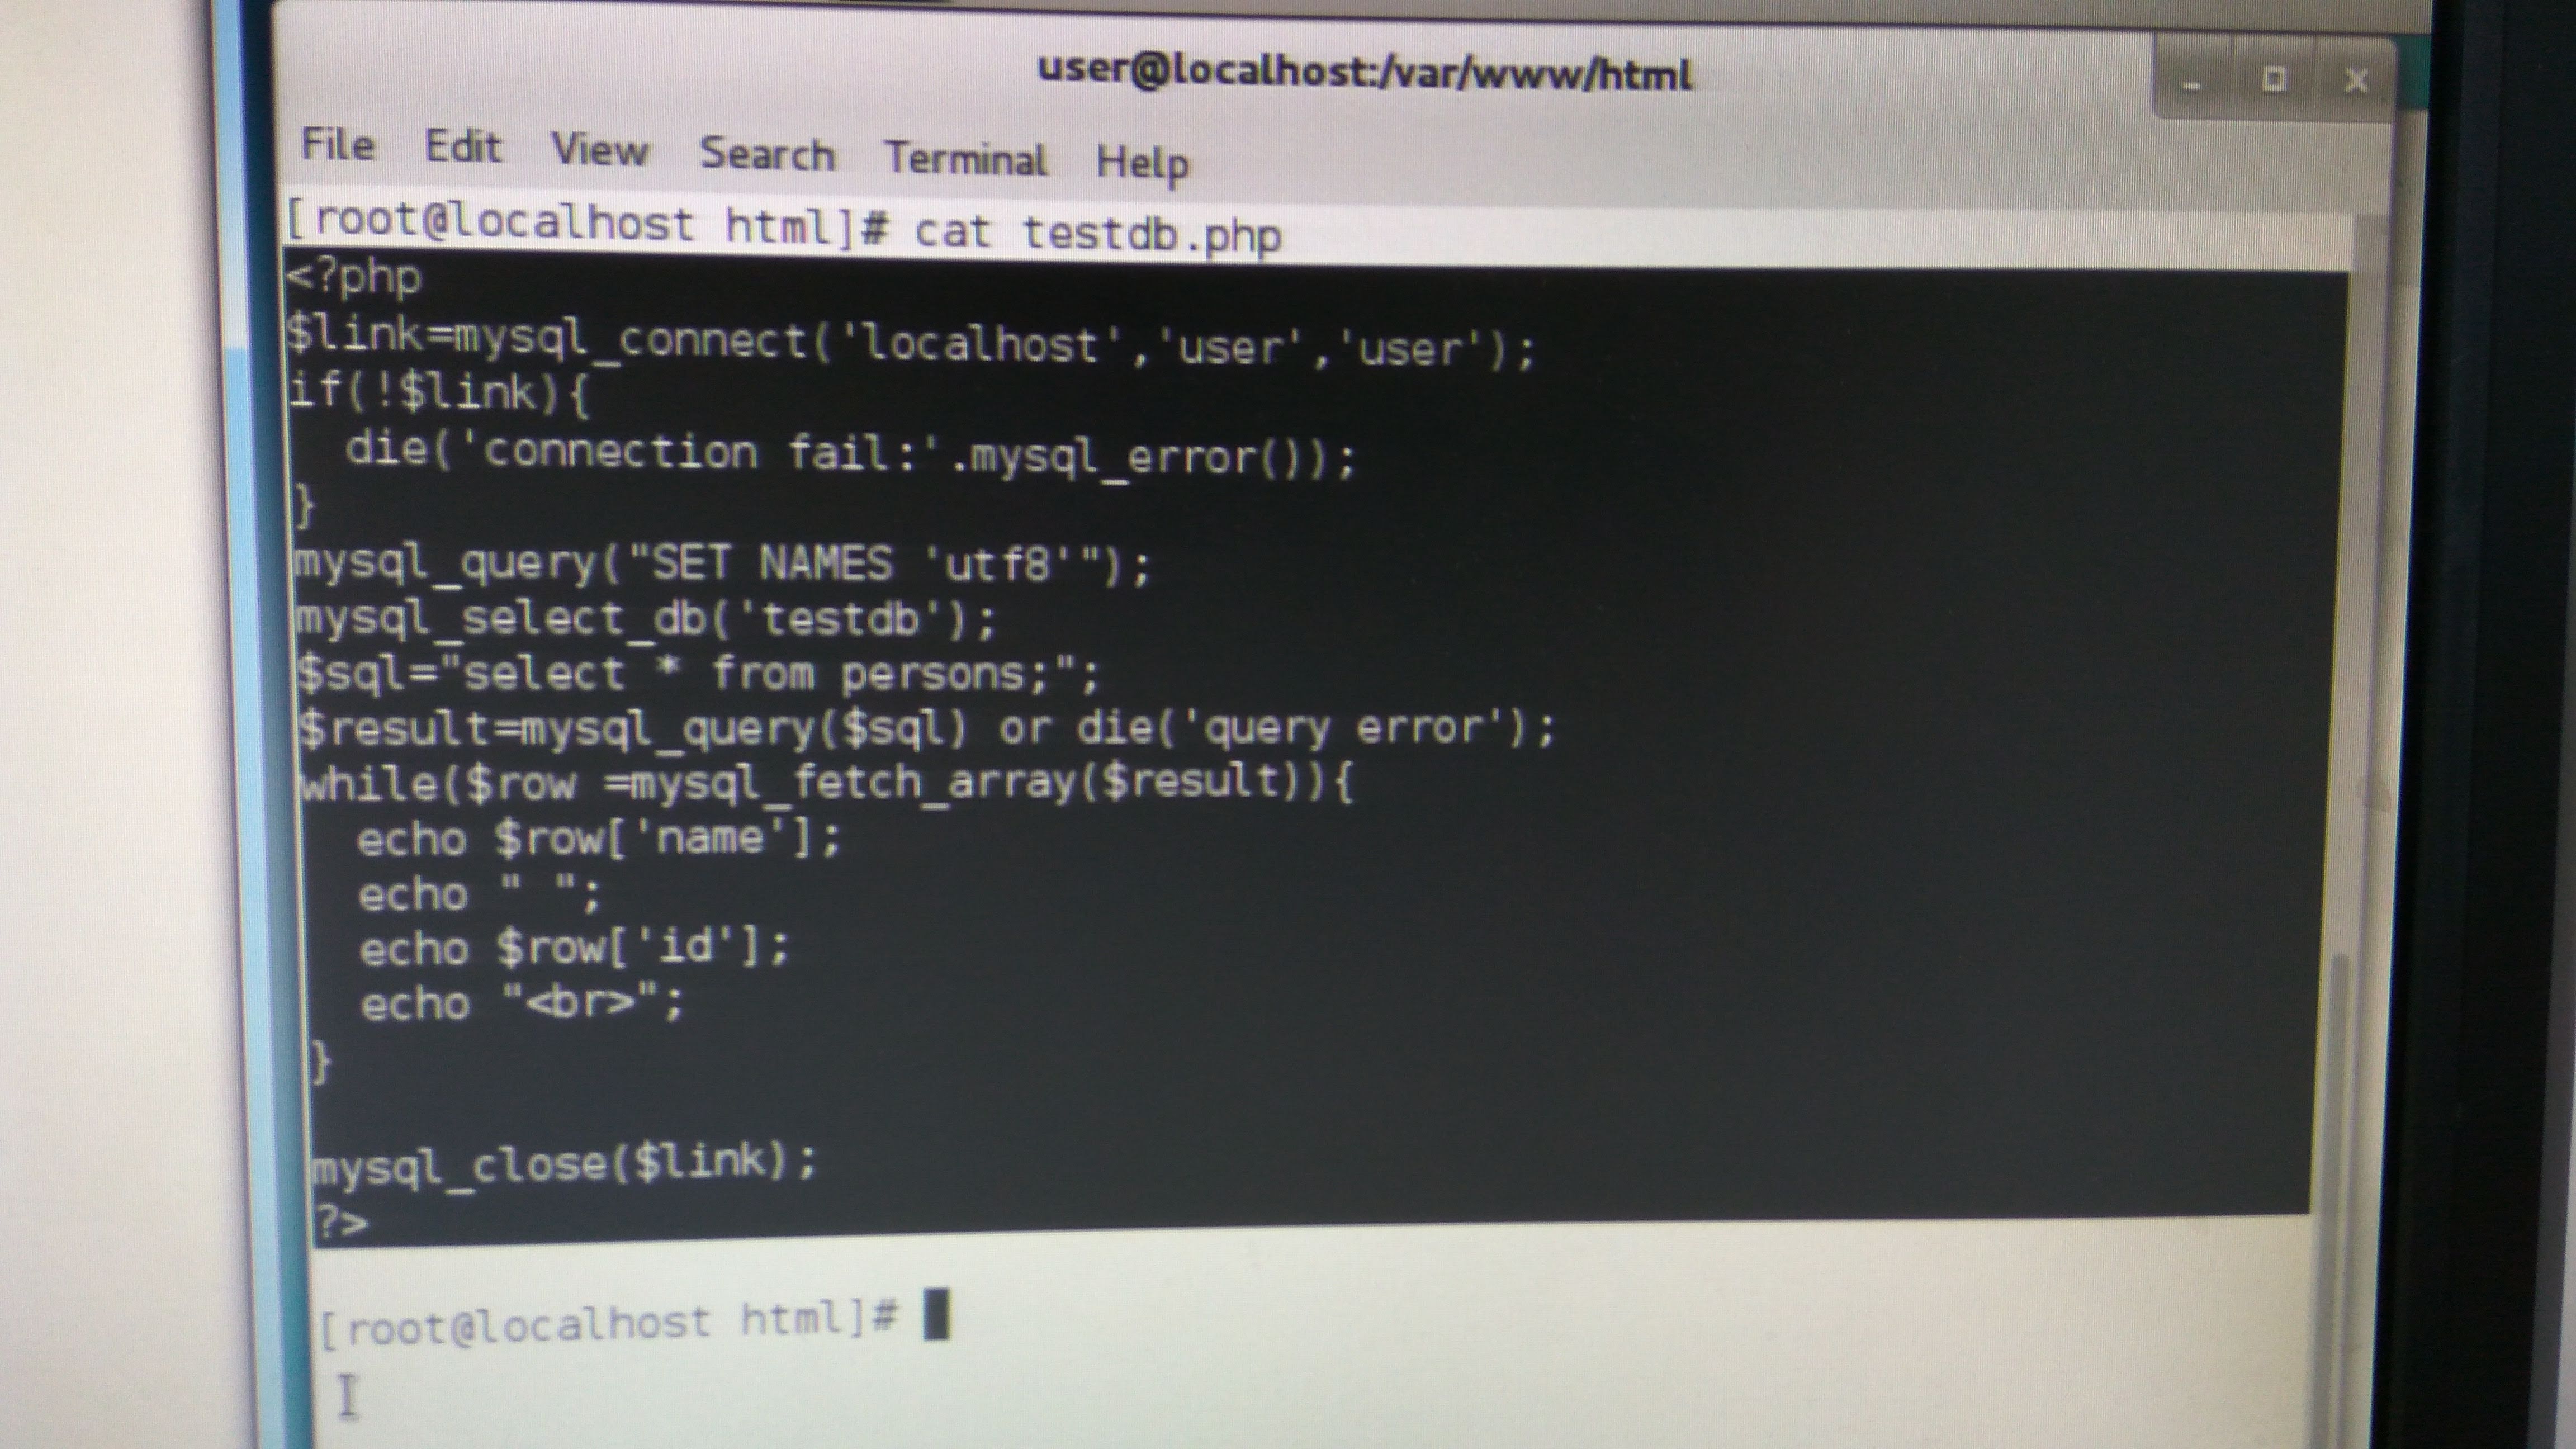 user@localhost:/var/www/html
File Edit View Search Terminal Help
[root@localhost html]# cat testdb.php
<?php
$link=mysql_connect('localhost','user','user');
if(!$link){
  die('connection fail:'.mysql_error());
}
mysql_query("SET NAMES 'utf8'");
mysql_select_db('testdb');
$sql="select * from persons;";
$result=mysql_query($sql) or die('query error');
while($row =mysql_fetch_array($result)){
  echo $row['name'];
  echo " ";
  echo $row['id'];
  echo "<br>";
}
mysql_close($link);
?>
[root@localhost html]#